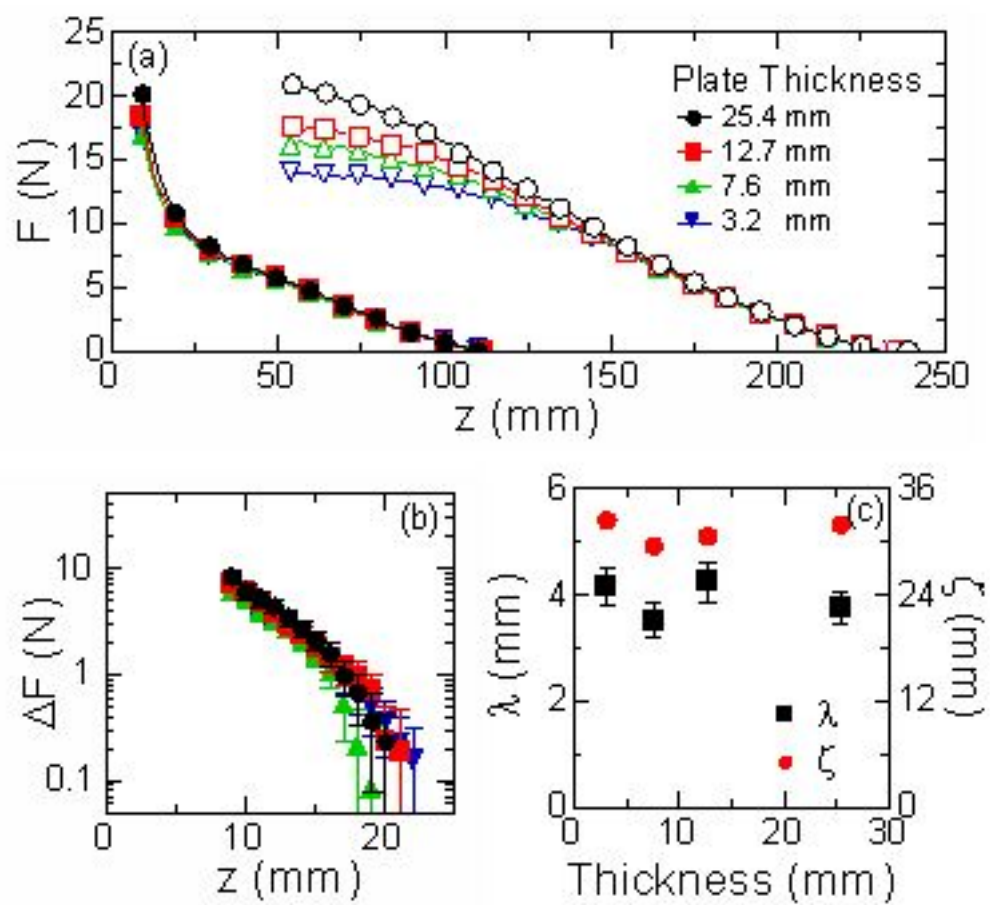 25
(a)
20
Plate Thickness
25.4 mm
15
12.7 mm
F (N)
10
7.6 mm
3.2 mm
5
0
0 50 100 150 200 250
z (mm)
(b)
10
ΔF (N)
1
0.1
0 10 20
z (mm)
6 (c) 36
4 24
λ (mm)
ζ (mm)
2 12
λ
ζ
0 0
0 10 20 30
Thickness (mm)